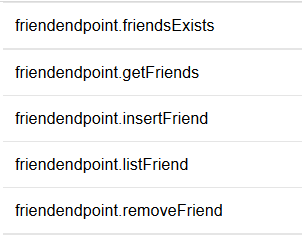 friendendpoint.friendsExists
friendendpoint.getFriends
friendendpoint.insertFriend
friendendpoint.listFriend
friendendpoint.removeFriend